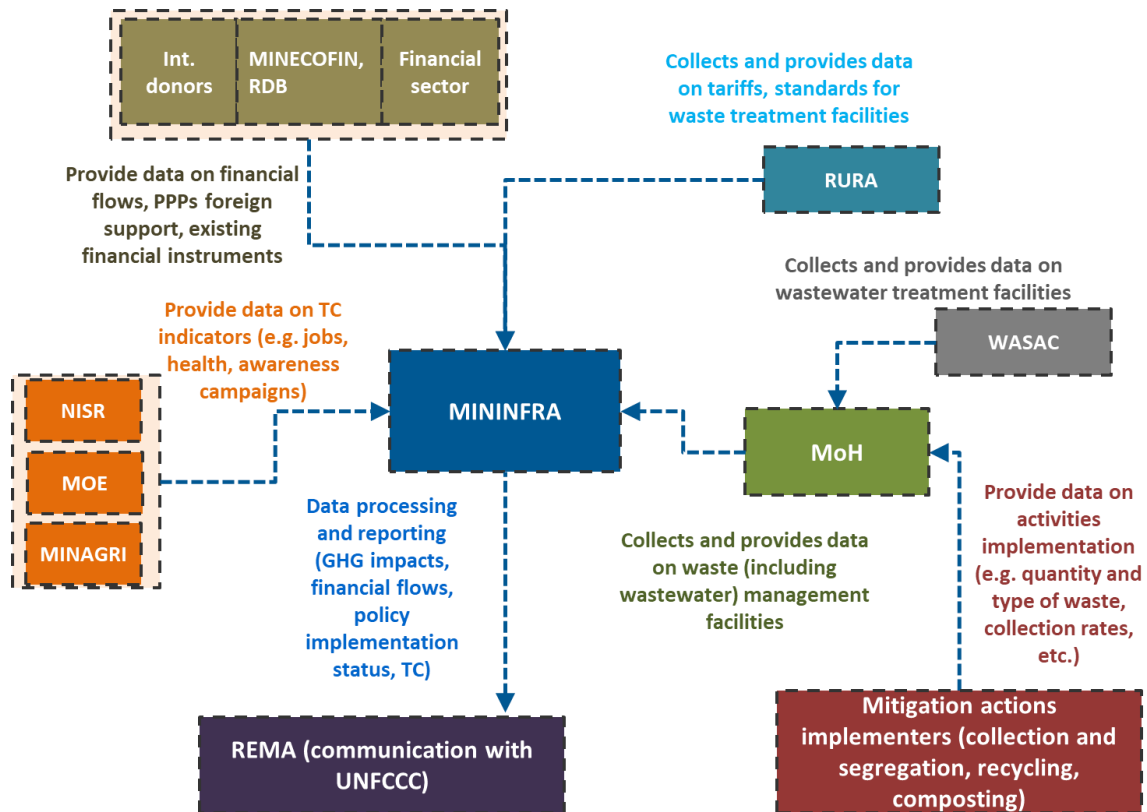 Int.
donors
MINECOFIN,
RDB
Financial
sector
Collects and provides data
on tariffs, standards for
waste treatment facilities
RURA
Provide data on financial
flows, PPPs foreign
support, existing
financial instruments
Collects and provides data on
wastewater treatment facilities
WASAC
Provide data on TC
indicators (e.g. jobs,
health, awareness
campaigns)
NISR
MOE
MINAGRI
MININFRA
MoH
Data processing
and reporting
(GHG impacts,
financial flows,
policy
implementation
status, TC)
Collects and provides data
on waste (including
wastewater) management
facilities
Provide data on
activities
implementation
(e.g. quantity and
type of waste,
collection rates,
etc.)
REMA (communication with
UNFCCC)
Mitigation actions
implementers (collection and
segregation, recycling,
composting)